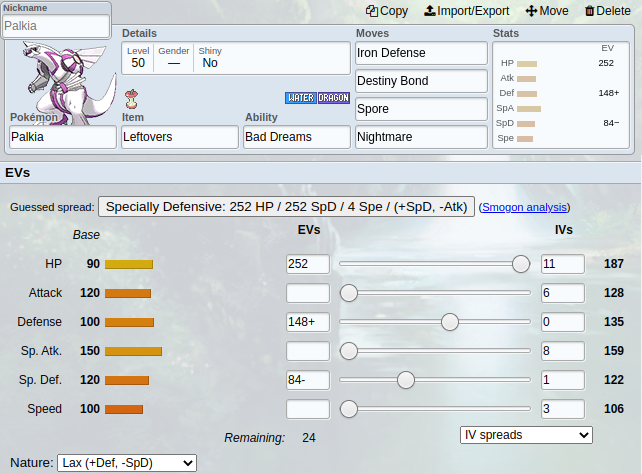 Nickname
Palkia
Copy Import/Export Move Delete
Details
Level Gender Shiny
50 — No
WATER DRAGON
Pokémon Item Ability
Palkia Leftovers Bad Dreams
Moves
Iron Defense
Destiny Bond
Spore
Nightmare
Stats
EV
HP 252
Atk
Def 148+
SpA
SpD 84−
Spe
EVs
Guessed spread: Specially Defensive: 252 HP / 252 SpD / 4 Spe / (+SpD, -Atk) (Smogon analysis)
Base EVs IVs
HP 90 252 11 187
Attack 120 6 128
Defense 100 148+ 0 135
Sp. Atk. 150 8 159
Sp. Def. 120 84- 1 122
Speed 100 3 106
Remaining: 24 IV spreads
Nature: Lax (+Def, -SpD)